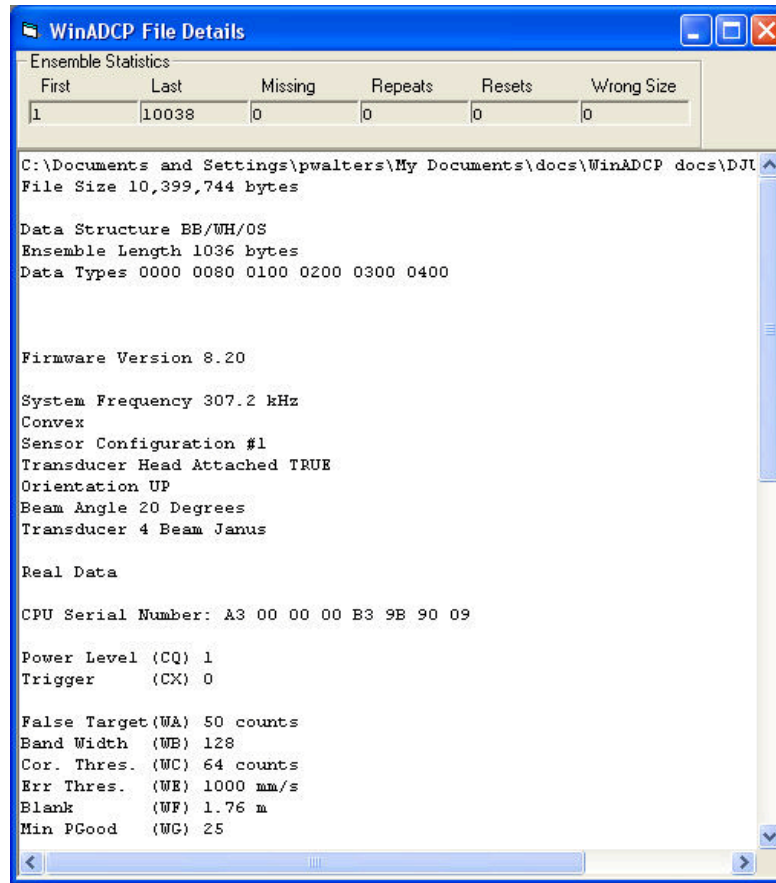 WinADCP File Details
Ensemble Statistics
First Last Missing Repeats Resets Wrong Size
1 10038 0 0 0 0
C:\Documents and Settings\pwalters\My Documents\docs\WinADCP docs\DJU
File Size 10,399,744 bytes
Data Structure BB/WH/OS
Ensemble Length 1036 bytes
Data Types 0000 0080 0100 0200 0300 0400
Firmware Version 8.20
System Frequency 307.2 kHz
Convex
Sensor Configuration #1
Transducer Head Attached TRUE
Orientation UP
Beam Angle 20 Degrees
Transducer 4 Beam Janus
Real Data
CPU Serial Number: A3 00 00 00 B3 9B 90 09
Power Level (CQ) 1
Trigger (CX) 0
False Target(WA) 50 counts
Band Width (WB) 128
Cor. Thres. (WC) 64 counts
Err Thres. (WE) 1000 mm/s
Blank (WF) 1.76 m
Min PGood (WG) 25